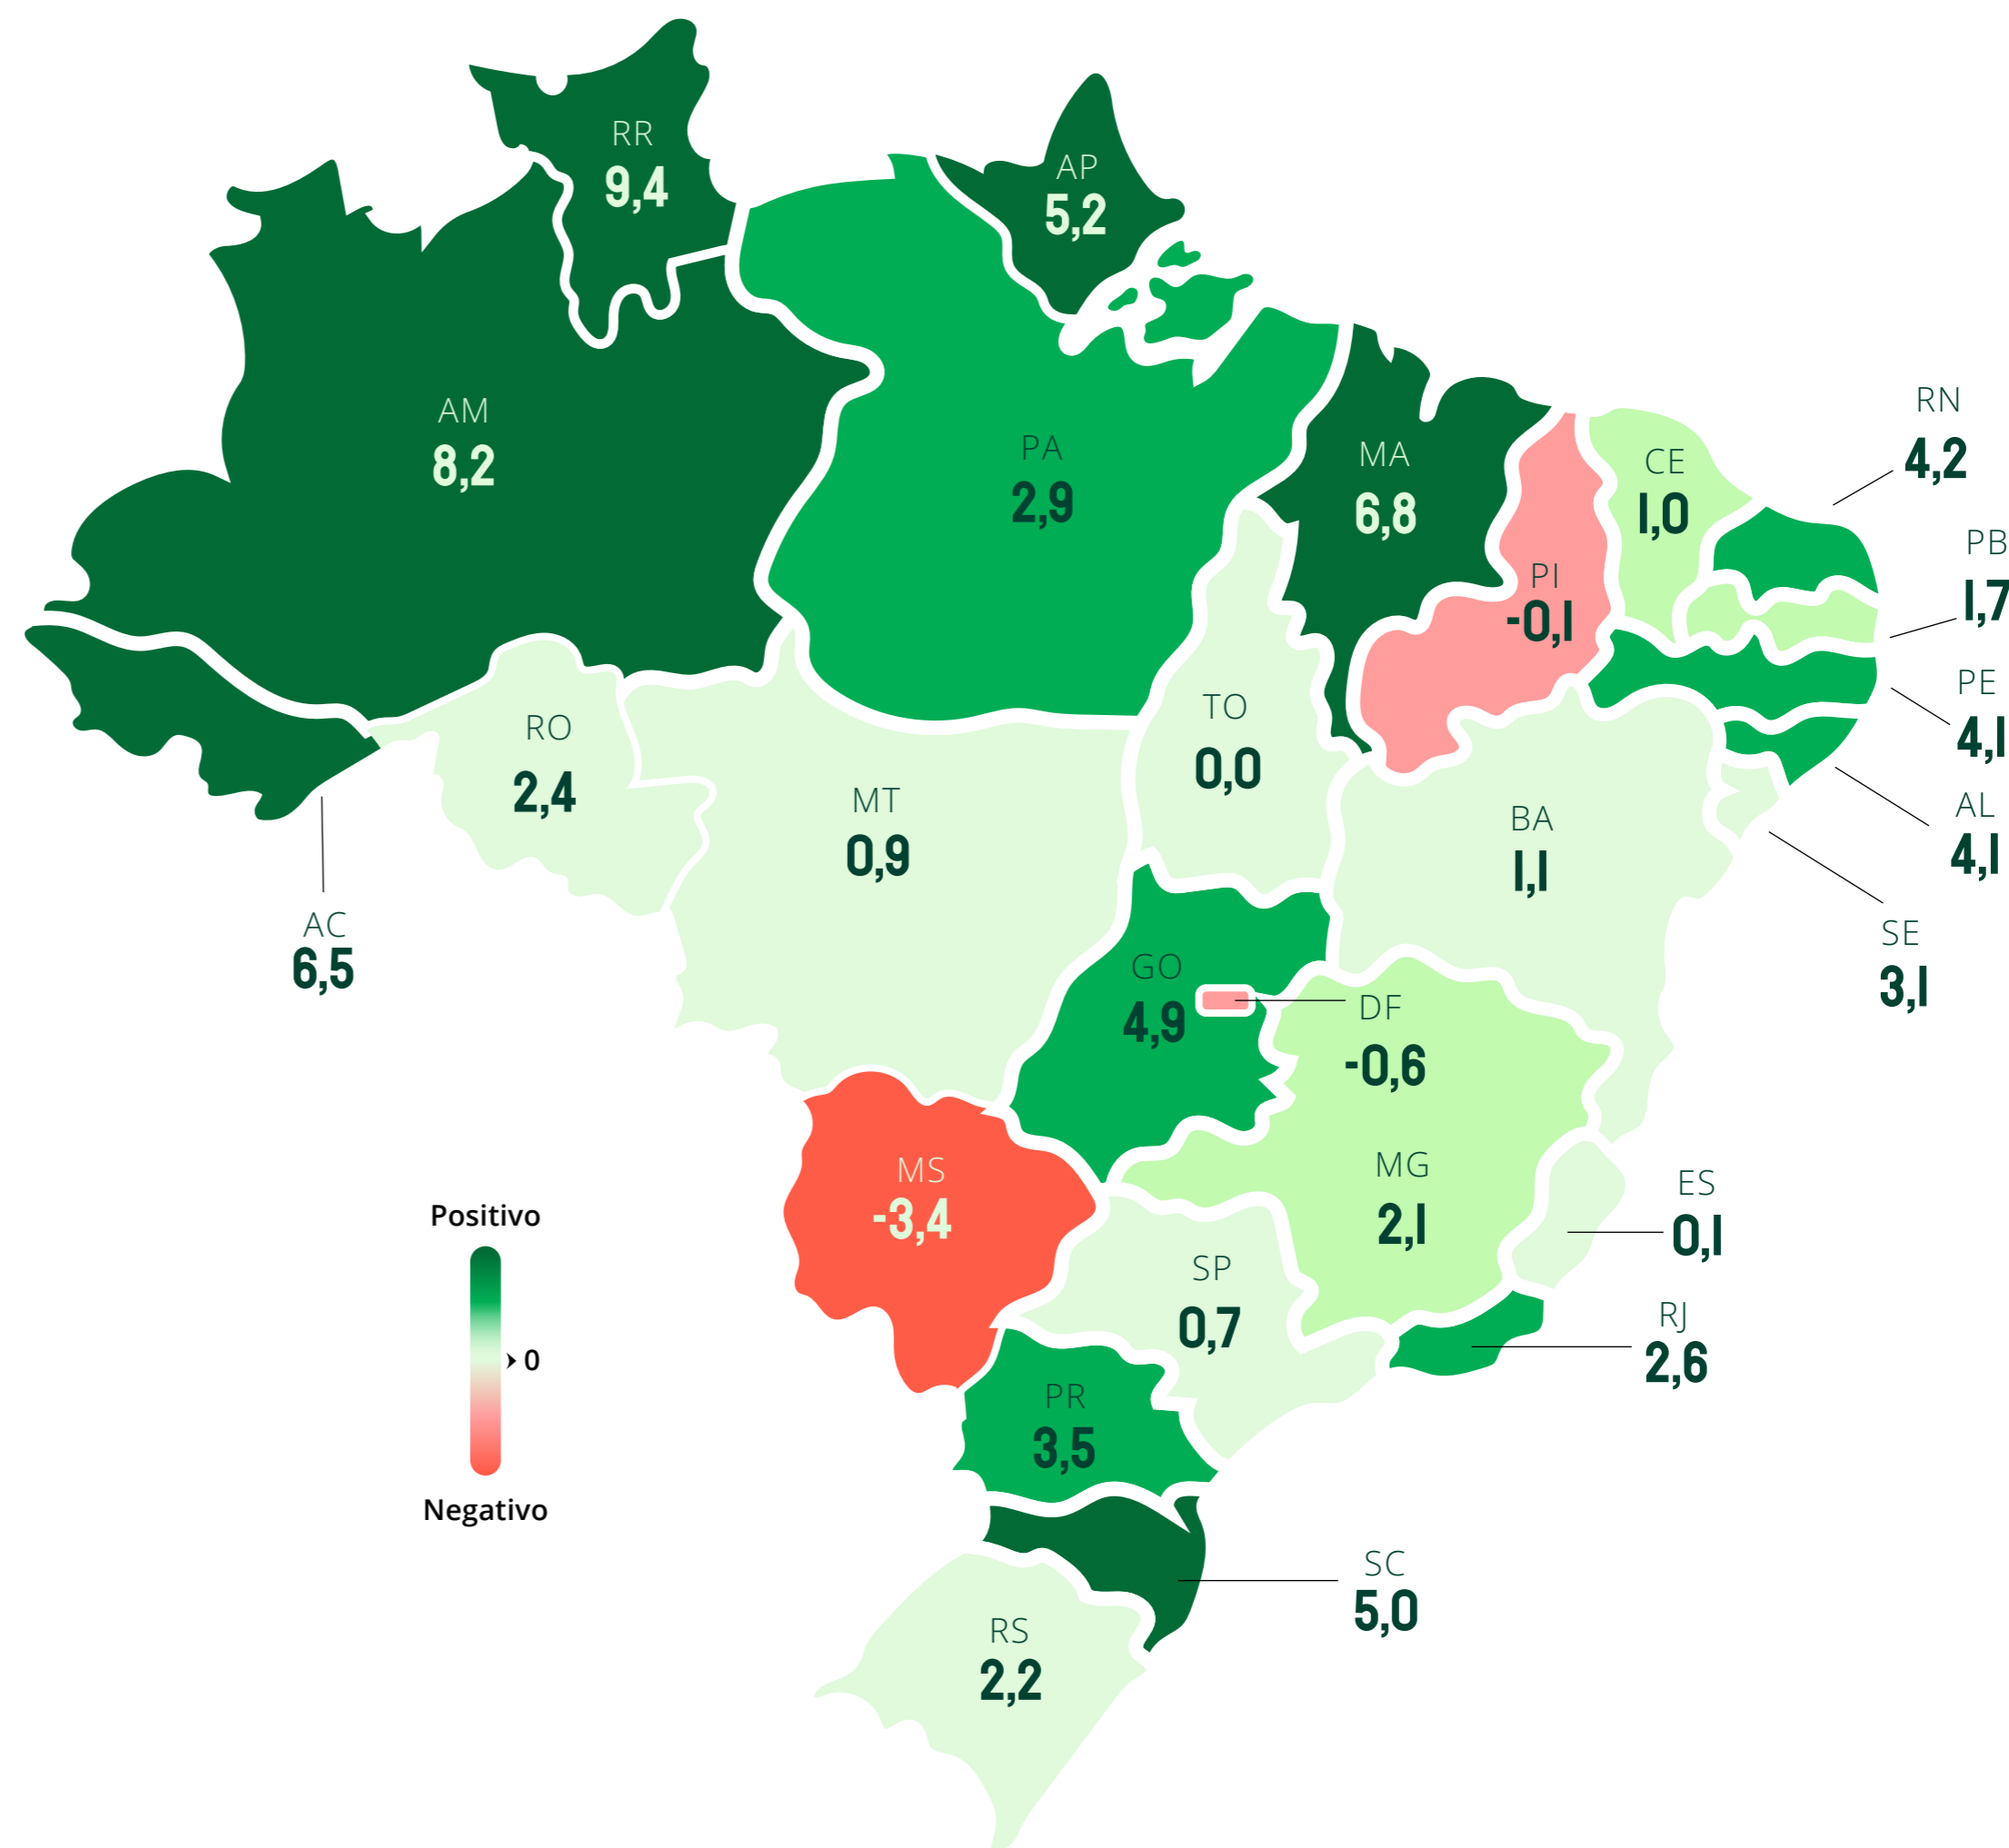 RR
9,4
AP
5,2
AM
8,2
PA
2,9
MA
6,8
CE
1,0
RN
4,2
PB
1,7
PI
-0,1
PE
4,1
AL
4,1
SE
3,1
TO
0,0
RO
2,4
MT
0,9
BA
1,1
AC
6,5
GO
4,9
DF
-0,6
MS
-3,4
MG
2,1
ES
0,1
SP
0,7
RJ
2,6
PR
3,5
SC
5,0
RS
2,2
Positivo
0
Negativo